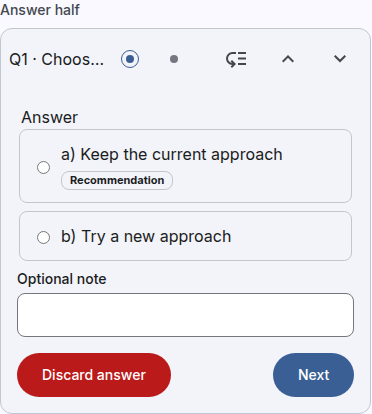 Answer half
Q1 · Choos...
Answer
a) Keep the current approach
Recommendation
b) Try a new approach
Optional note
Discard answer
Next